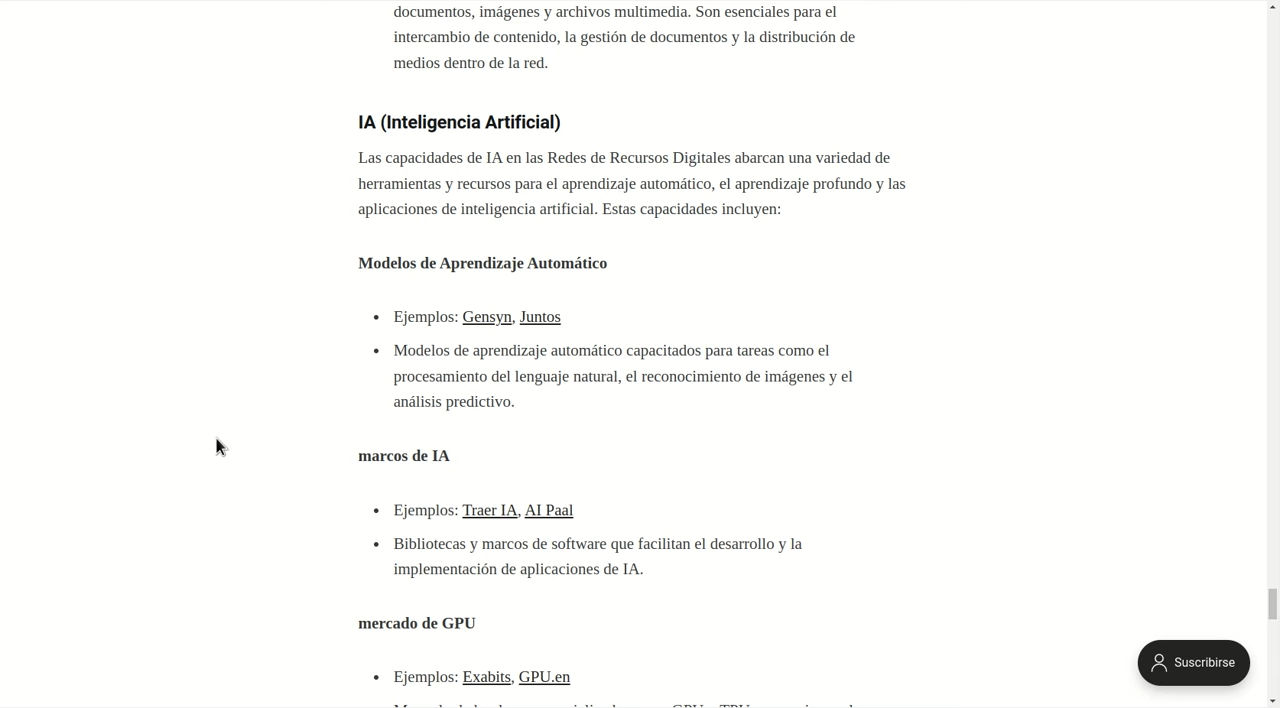 documentos, imágenes y archivos multimedia. Son esenciales para el
intercambio de contenido, la gestión de documentos y la distribución de
medios dentro de la red.
IA (Inteligencia Artificial)
Las capacidades de IA en las Redes de Recursos Digitales abarcan una variedad de
herramientas y recursos para el aprendizaje automático, el aprendizaje profundo y las
aplicaciones de inteligencia artificial. Estas capacidades incluyen:
Modelos de Aprendizaje Automático
• Ejemplos: Gensyn, Juntos
• Modelos de aprendizaje automático capacitados para tareas como el
procesamiento del lenguaje natural, el reconocimiento de imágenes y el
análisis predictivo.
marcos de IA
• Ejemplos: Traer IA, AI Paal
• Bibliotecas y marcos de software que facilitan el desarrollo y la
implementación de aplicaciones de IA.
mercado de GPU
• Ejemplos: Exabits, GPU.en
Suscribirse